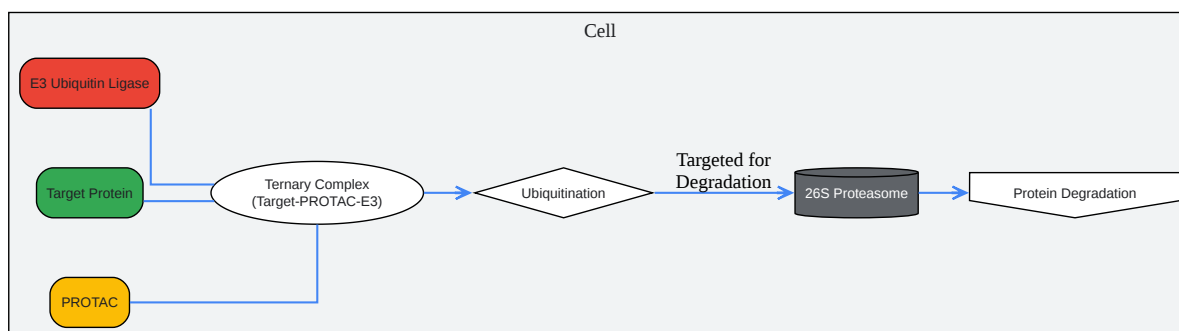 Cell
E3 Ubiquitin Ligase
Target Protein
PROTAC
Ternary Complex
(Target-PROTAC-E3)
Ubiquitination
Targeted for
Degradation
26S Proteasome
Protein Degradation